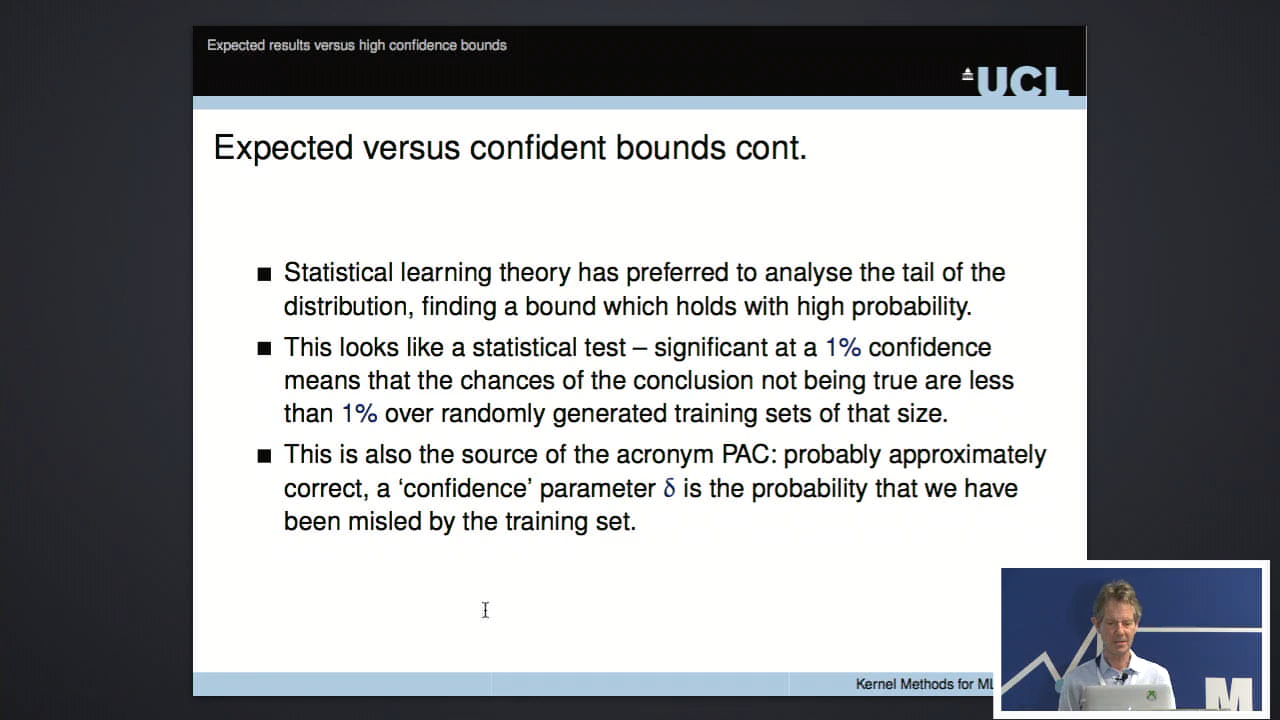 Expected results versus high confidence bounds
UCL
Expected versus confident bounds cont.
Statistical learning theory has preferred to analyse the tail of the
distribution, finding a bound which holds with high probability.
This looks like a statistical test – significant at a 1% confidence
means that the chances of the conclusion not being true are less
than 1% over randomly generated training sets of that size.
This is also the source of the acronym PAC: probably approximately
correct, a ‘confidence’ parameter δ is the probability that we have
been misled by the training set.
Kernel Methods for ML
M